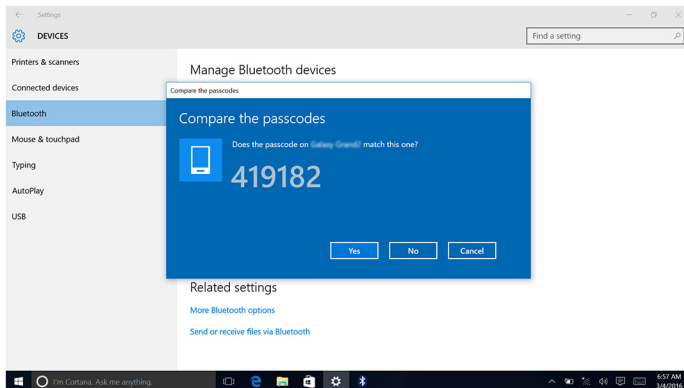 Settings
DEVICES
Find a setting
Printers & scanners
Connected devices
Bluetooth
Mouse & touchpad
Typing
AutoPlay
USB
Manage Bluetooth devices
Compare the passcodes
Compare the passcodes
Does the passcode on Galaxy Grand2 match this one?
419182
Yes No Cancel
Related settings
More Bluetooth options
Send or receive files via Bluetooth
I'm Cortana. Ask me anything.
6:57 AM
3/4/2016